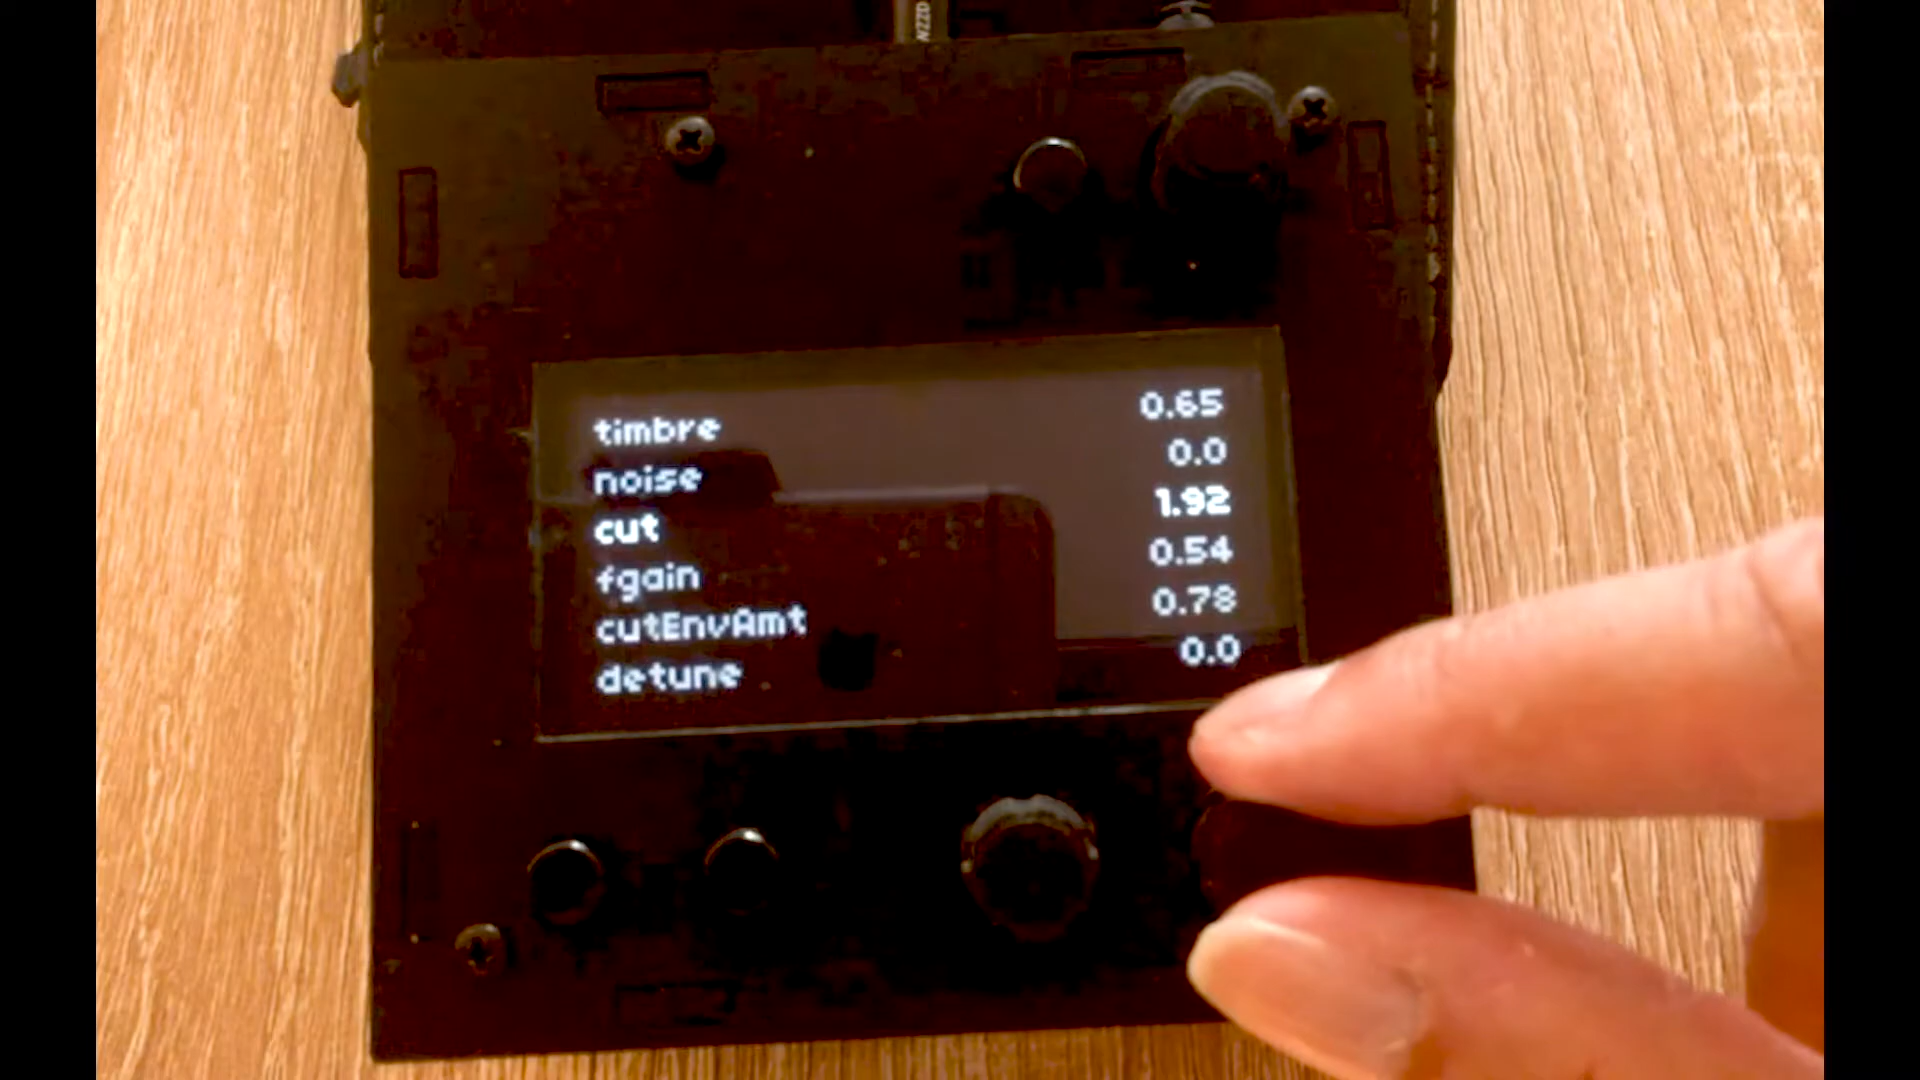 timbre 0.65
noise 0.0
cut 1.92
fgain 0.54
cutEnvAmt 0.78
detune 0.0